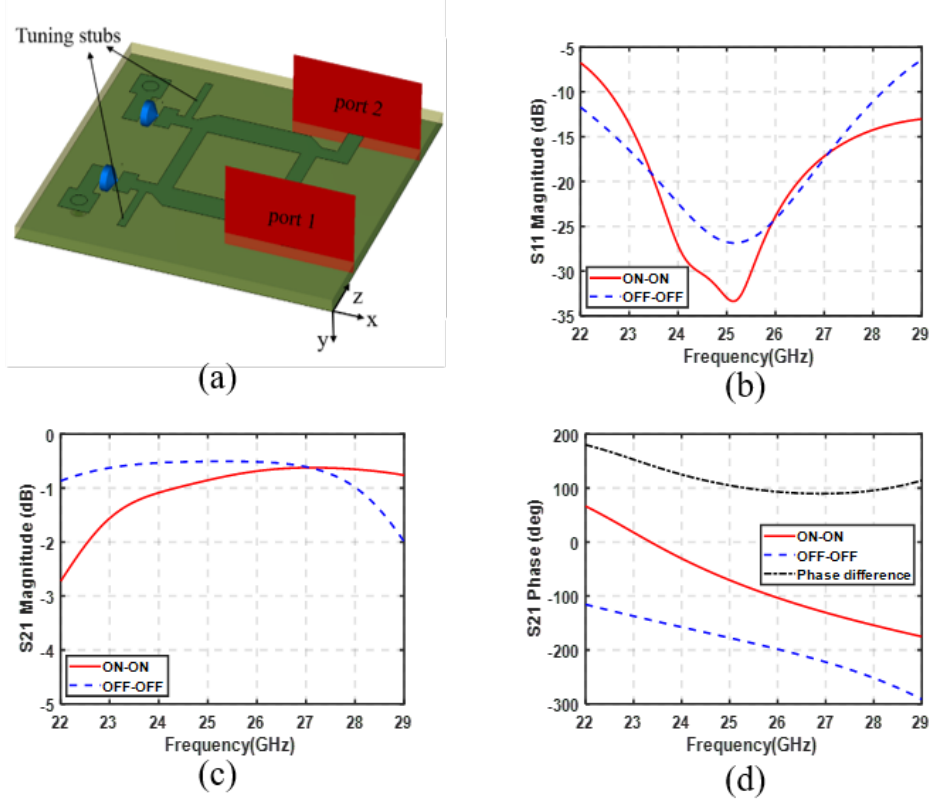 Tuning stubs
port 2
port 1
z
x
y
(a)
-5
-10
-15
-20
-25
-30
-35
S11 Magnitude (dB)
ON-ON
OFF-OFF
22 23 24 25 26 27 28 29
Frequency(GHz)
(b)
0
-1
-2
-3
-4
-5
S21 Magnitude (dB)
ON-ON
OFF-OFF
22 23 24 25 26 27 28 29
Frequency(GHz)
(c)
200
100
0
-100
-200
-300
S21 Phase (deg)
ON-ON
OFF-OFF
Phase difference
22 23 24 25 26 27 28 29
Frequency(GHz)
(d)